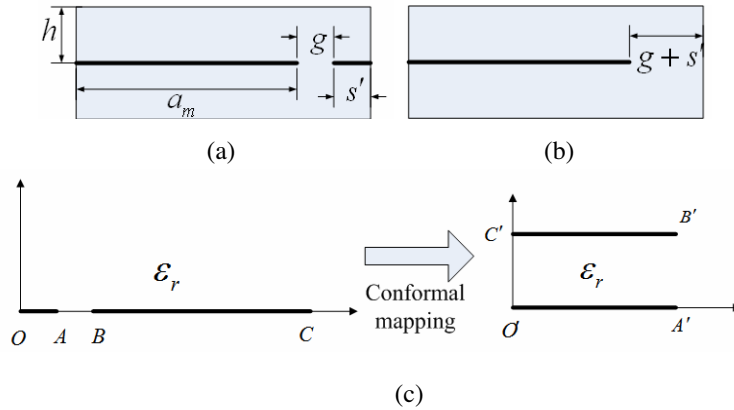 h
g
a_m
s'
g + s'
(a)
(b)
ε_r
O
A
B
C
Conformal
mapping
C'
B'
ε_r
O'
A'
(c)